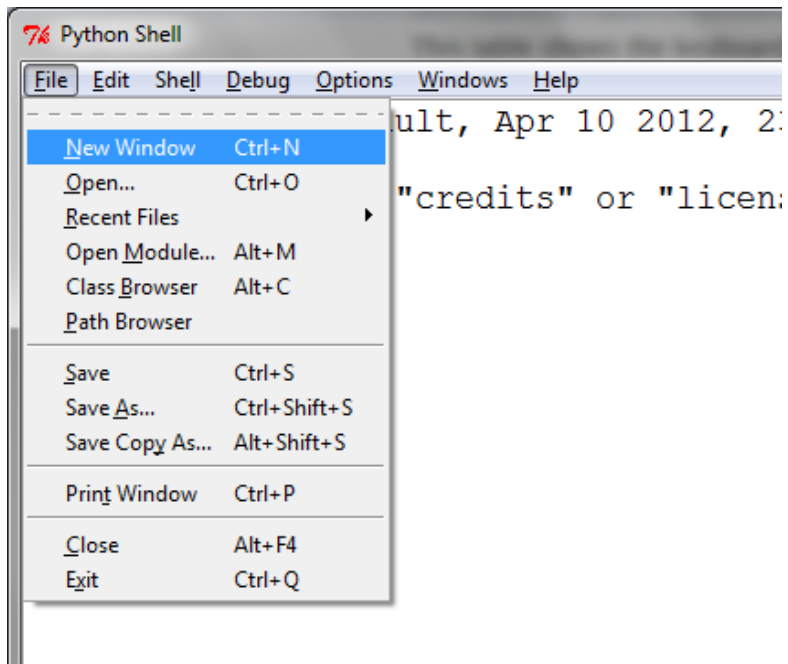 Python Shell
File Edit Shell Debug Options Windows Help
ult, Apr 10 2012, 2
New Window Ctrl+N
Open... Ctrl+O
"credits" or "licen
Recent Files
Open Module... Alt+M
Class Browser Alt+C
Path Browser
Save Ctrl+S
Save As... Ctrl+Shift+S
Save Copy As... Alt+Shift+S
Print Window Ctrl+P
Close Alt+F4
Exit Ctrl+Q